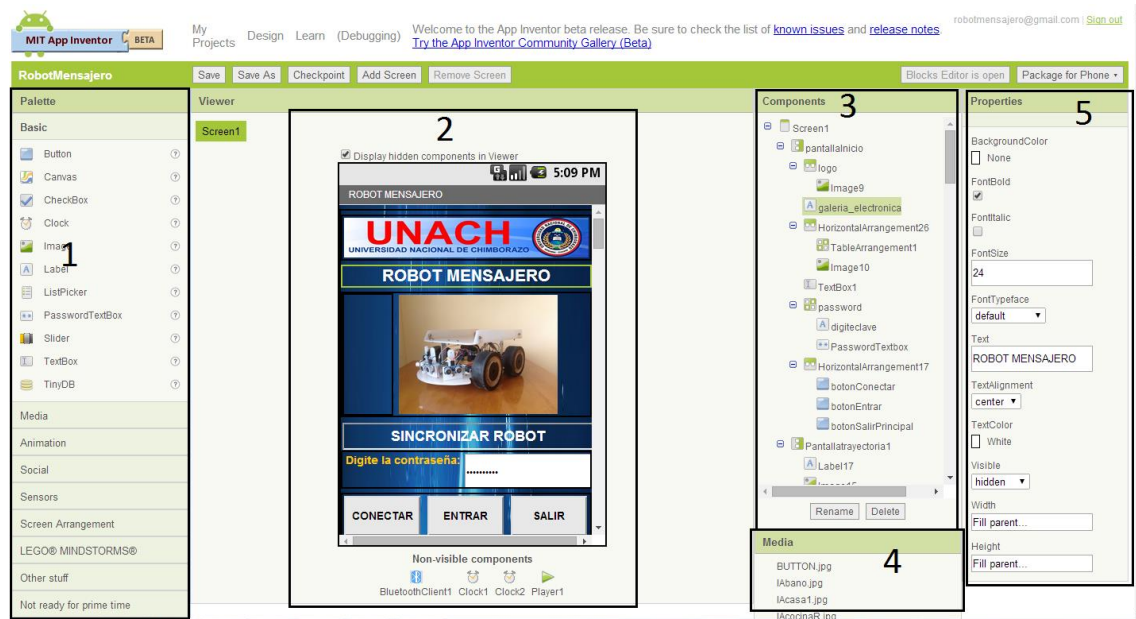 robotmensajero@gmail.com | Sign out
MIT App Inventor BETA
My Projects Design Learn (Debugging)
Welcome to the App Inventor beta release. Be sure to check the list of known issues and release notes.
Try the App Inventor Community Gallery (Beta)
RobotMensajero
Save Save As Checkpoint Add Screen Remove Screen
Blocks Editor is open Package for Phone
Palette
Basic
Button
Canvas
CheckBox
Clock
Image
1
Label
ListPicker
PasswordTextBox
Slider
TextBox
TinyDB
Media
Animation
Social
Sensors
Screen Arrangement
LEGO® MINDSTORMS®
Other stuff
Not ready for prime time
Viewer
Screen1
2
Display hidden components in Viewer
5:09 PM
ROBOT MENSAJERO
UNACH
UNIVERSIDAD NACIONAL DE CHIMBORAZO
ROBOT MENSAJERO
SINCRONIZAR ROBOT
Digite la contraseña:
CONECTAR ENTRAR SALIR
Non-visible components
BluetoothClient1 Clock1 Clock2 Player1
Components
3
Screen1
pantallaInicio
logo
Image9
galeria_electronica
HorizontalArrangement26
TableArrangement1
Image10
TextBox1
password
digiteclave
PasswordTextbox
HorizontalArrangement17
botonConectar
botonEntrar
botonSalirPrincipal
Pantallatrayectoria1
Label17
Rename Delete
Media
4
BUTTON.jpg
IAbano.jpg
IAcasa1.jpg
IAcocinaR.jpg
Properties
5
BackgroundColor
None
FontBold
FontItalic
FontSize
24
FontTypeface
default
Text
ROBOT MENSAJERO
TextAlignment
center
TextColor
White
Visible
hidden
Width
Fill parent...
Height
Fill parent...